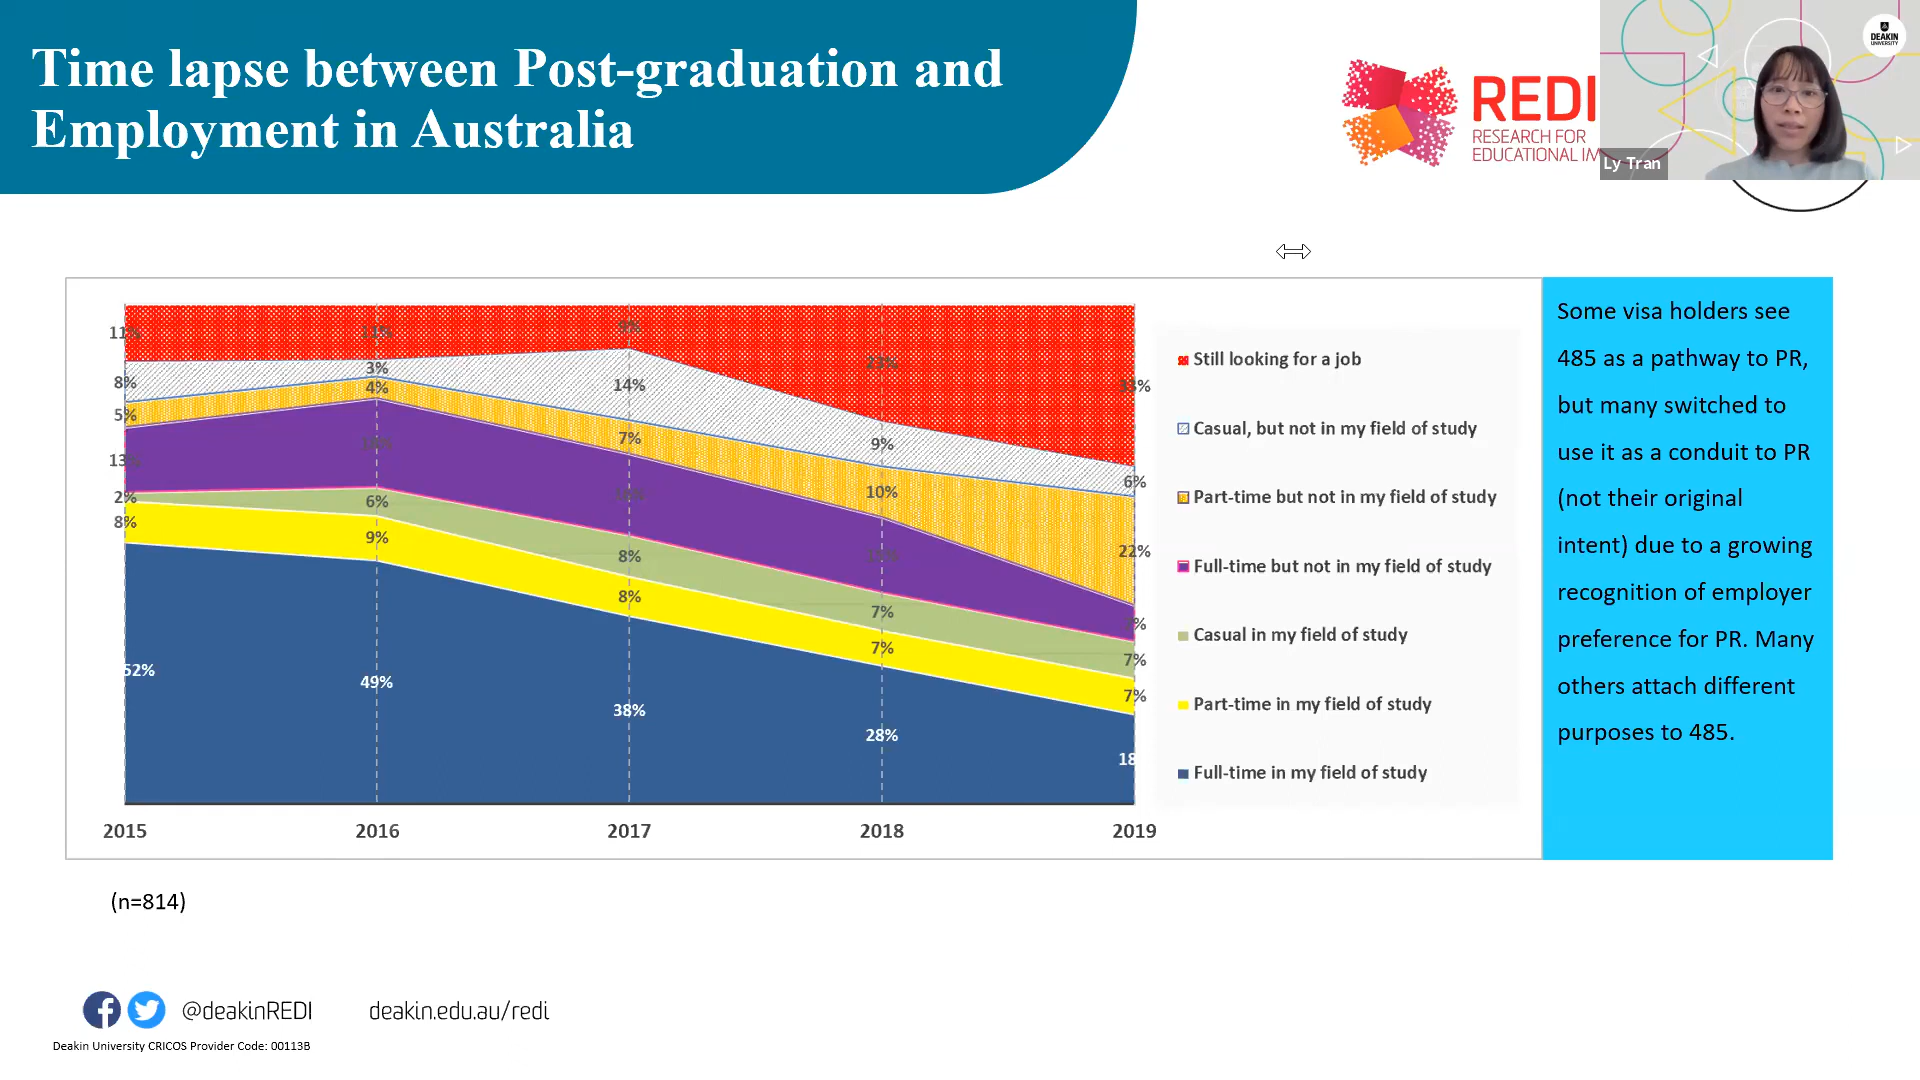 Time lapse between Post-graduation and
Employment in Australia
REDI
RESEARCH FOR
EDUCATIONAL IM
DEAKIN
UNIVERSITY
Ly Tran
11%
11%
9%
23%
33%
8%
3%
14%
9%
6%
5%
4%
7%
10%
22%
13%
2%
6%
8%
7%
7%
8%
9%
8%
7%
7%
52%
49%
38%
28%
18
2015
2016
2017
2018
2019
Still looking for a job
Casual, but not in my field of study
Part-time but not in my field of study
Full-time but not in my field of study
Casual in my field of study
Part-time in my field of study
Full-time in my field of study
Some visa holders see
485 as a pathway to PR,
but many switched to
use it as a conduit to PR
(not their original
intent) due to a growing
recognition of employer
preference for PR. Many
others attach different
purposes to 485.
(n=814)
@deakinREDI
deakin.edu.au/redi
Deakin University CRICOS Provider Code: 00113B